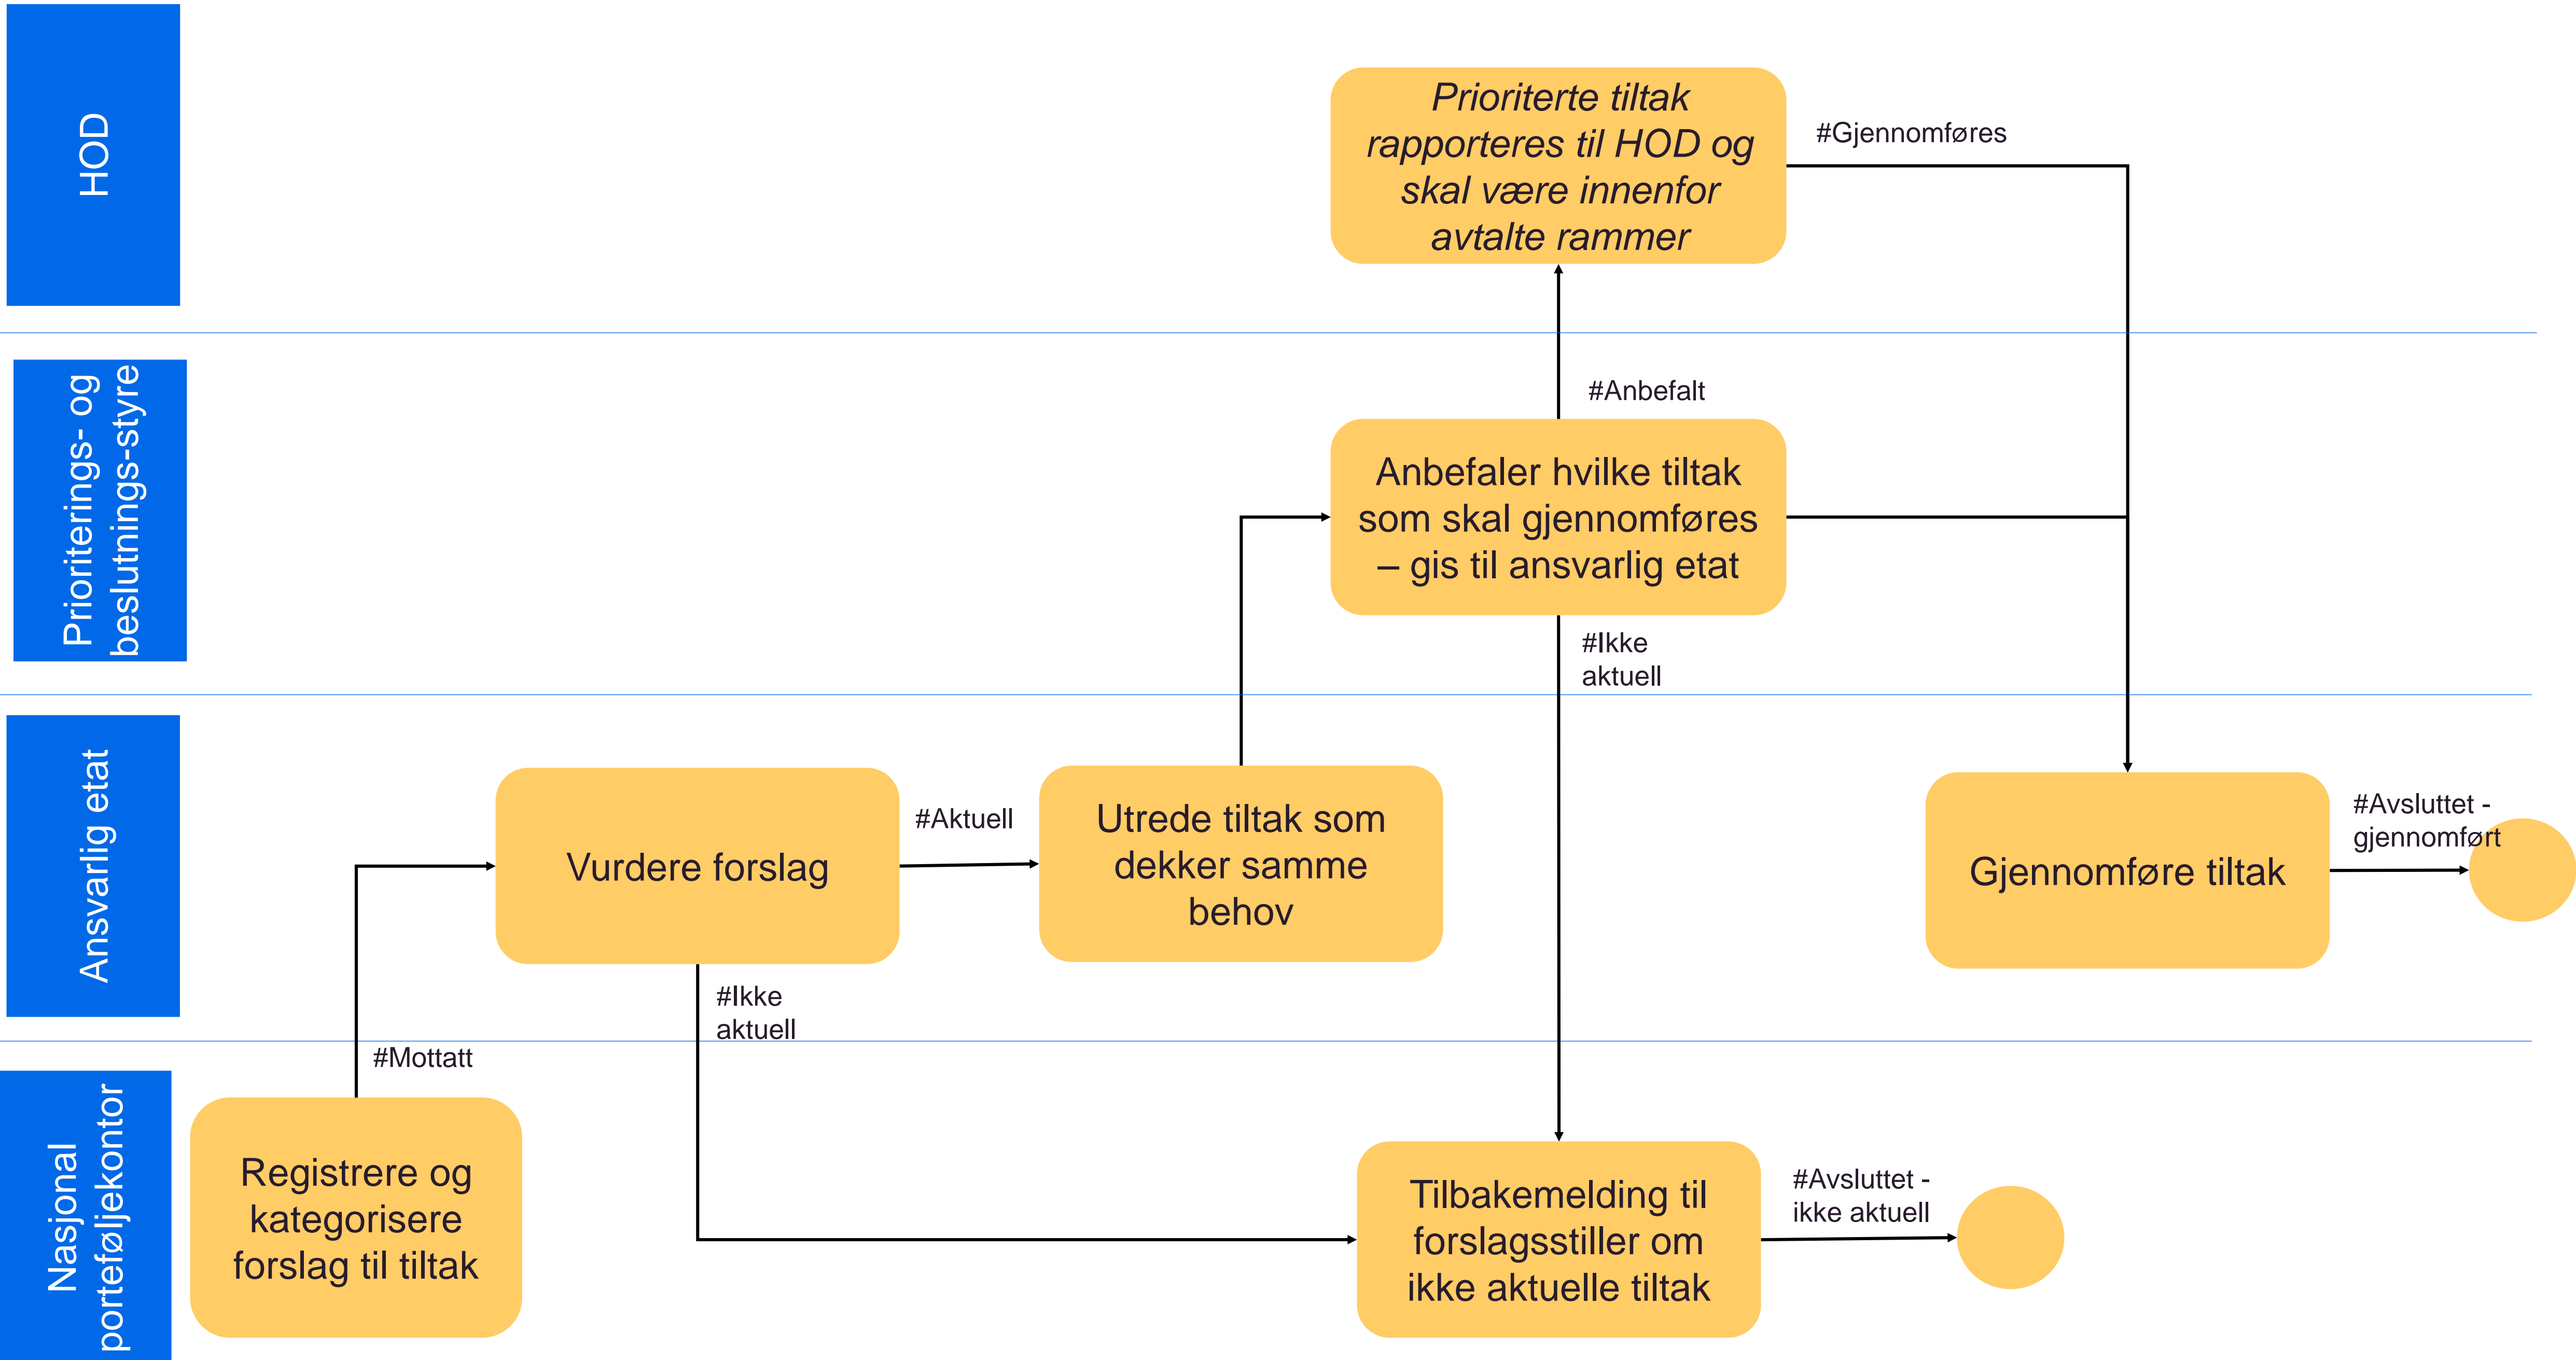 HOD
Prioriterte tiltak
rapporteres til HOD og
skal være innenfor
avtalte rammer
#Gjennomføres
Prioriterings- og
beslutnings-styre
#Anbefalt
Anbefaler hvilke tiltak
som skal gjennomføres
– gis til ansvarlig etat
#Ikke
aktuell
Ansvarlig etat
Vurdere forslag
#Aktuell
Utrede tiltak som
dekker samme
behov
Gjennomføre tiltak
#Avsluttet -
gjennomført
#Ikke
aktuell
#Mottatt
Nasjonal
porteføljekontor
Registrere og
kategorisere
forslag til tiltak
Tilbakemelding til
forslagsstiller om
ikke aktuelle tiltak
#Avsluttet -
ikke aktuell